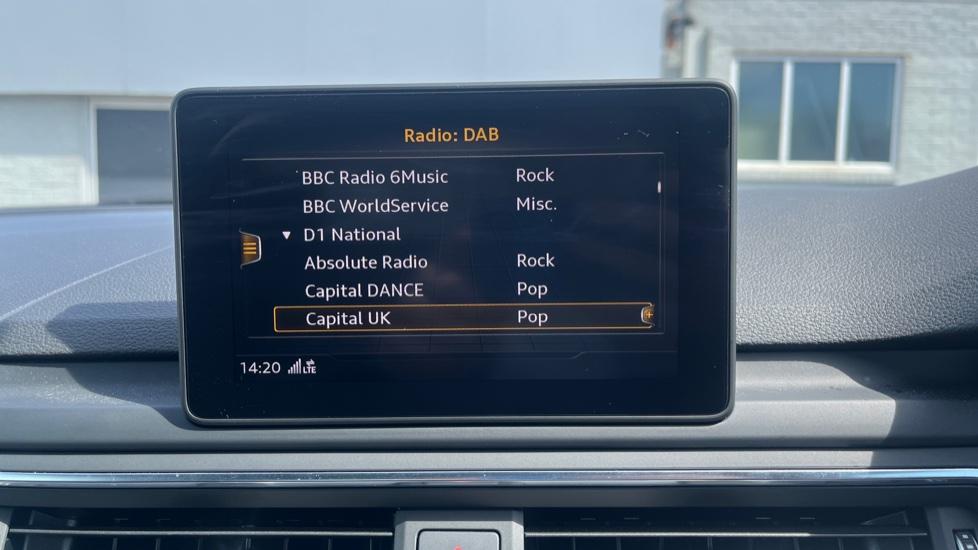 Radio: DAB
BBC Radio 6Music Rock
BBC WorldService Misc.
▼ D1 National
Absolute Radio Rock
Capital DANCE Pop
Capital UK Pop
14:20 LTE